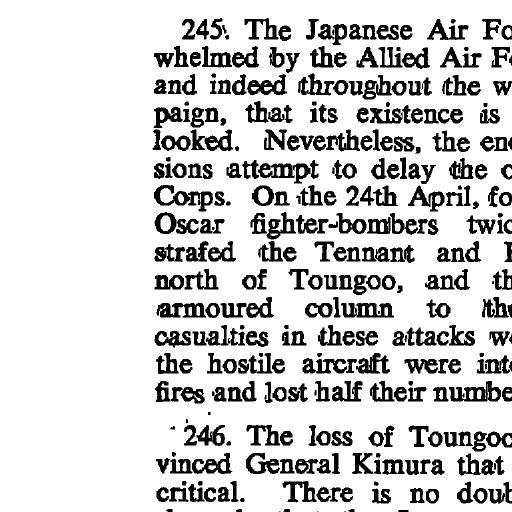 245. The Japanese Air Fo
whelmed by the Allied Air F
and indeed throughout the w
paign, that its existence is
looked. Nevertheless, the en
sions attempt to delay the c
Corps. On the 24th April, fo
Oscar fighter-bombers twic
strafed the Tennant and
north of Toungoo, and th
armoured column to the
casualties in these attacks w
the hostile aircraft were int
fires and lost half their numbe
246. The loss of Toungoo
vinced General Kimura that
critical. There is no doub